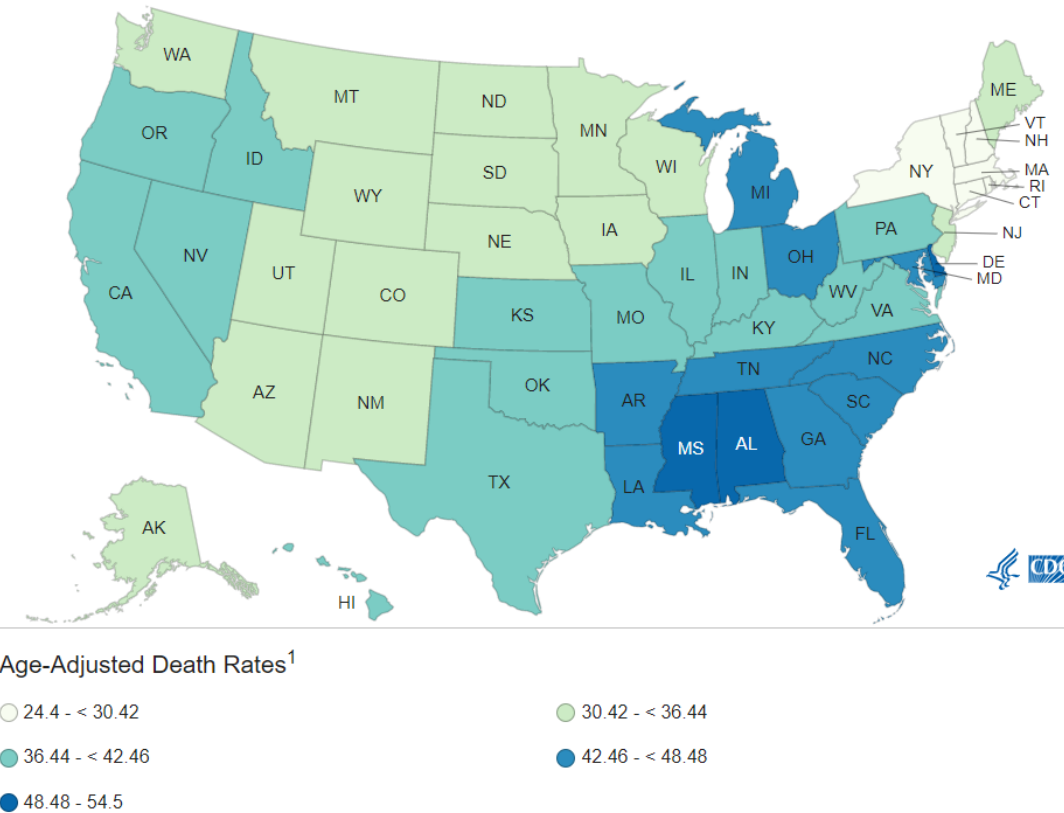 WA
MT
ND
MN
ME
VT
NH
OR
ID
SD
WI
NY
MA
RI
CT
WY
MI
NJ
NE
IA
PA
NV
UT
CO
IL
IN
OH
DE
MD
CA
KS
MO
WV
VA
KY
AZ
NM
OK
AR
TN
NC
SC
MS
AL
GA
TX
LA
AK
FL
HI
CDC
Age-Adjusted Death Rates1
24.4 - < 30.42
30.42 - < 36.44
36.44 - < 42.46
42.46 - < 48.48
48.48 - 54.5